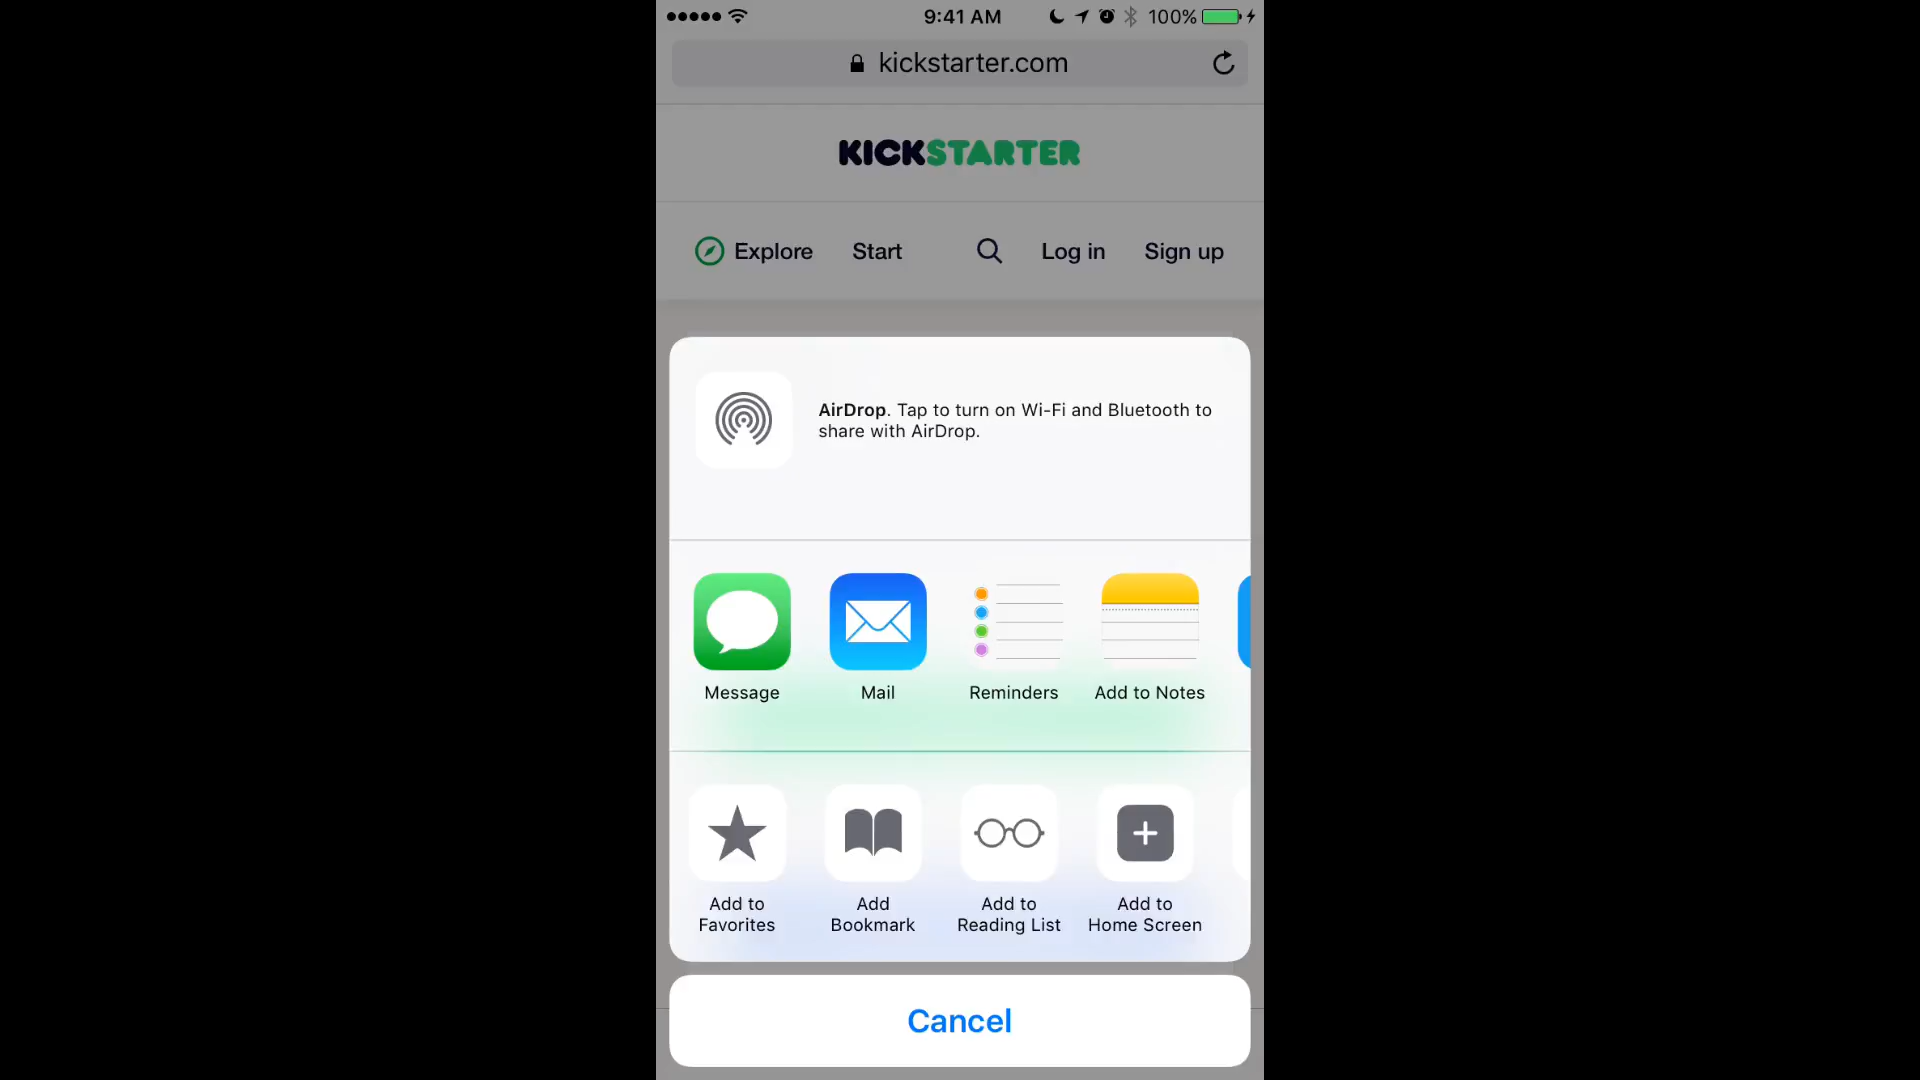 9:41 AM 100%
kickstarter.com
KICKSTARTER
Explore Start Log in Sign up
AirDrop. Tap to turn on Wi-Fi and Bluetooth to
share with AirDrop.
Message Mail Reminders Add to Notes
Add to Favorites
Add Bookmark
Add to Reading List
Add to Home Screen
Cancel